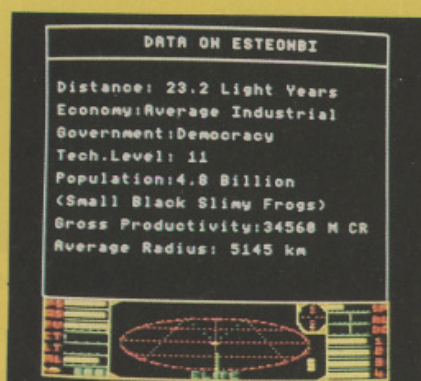 DATA ON ESTEONBI
Distance: 23.2 Light Years
Economy:Average Industrial
Government:Democracy
Tech.Level: 11
Population:4.8 Billion
(Small Black Slimy Frogs)
Gross Productivity:34560 M CR
Average Radius: 5145 km